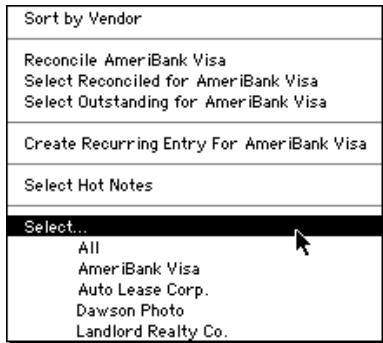 Sort by Vendor
Reconcile AmeriBank Visa
Select Reconciled for AmeriBank Visa
Select Outstanding for AmeriBank Visa
Create Recurring Entry For AmeriBank Visa
Select Hot Notes
Select...
All
AmeriBank Visa
Auto Lease Corp.
Dawson Photo
Landlord Realty Co.